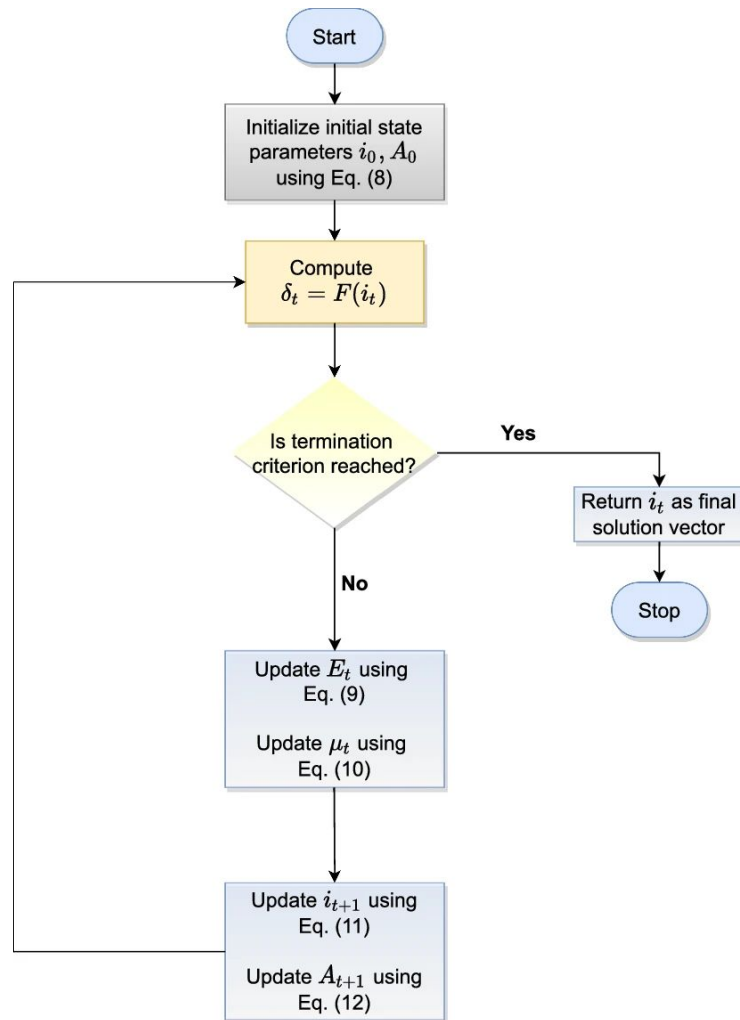 Start
Initialize initial state
parameters i₀, A₀
using Eq. (8)
Compute
δₜ = F(iₜ)
Is termination
criterion reached?
Yes
Return iₜ as final
solution vector
Stop
No
Update Eₜ using
Eq. (9)
Update μₜ using
Eq. (10)
Update iₜ₊₁ using
Eq. (11)
Update Aₜ₊₁ using
Eq. (12)